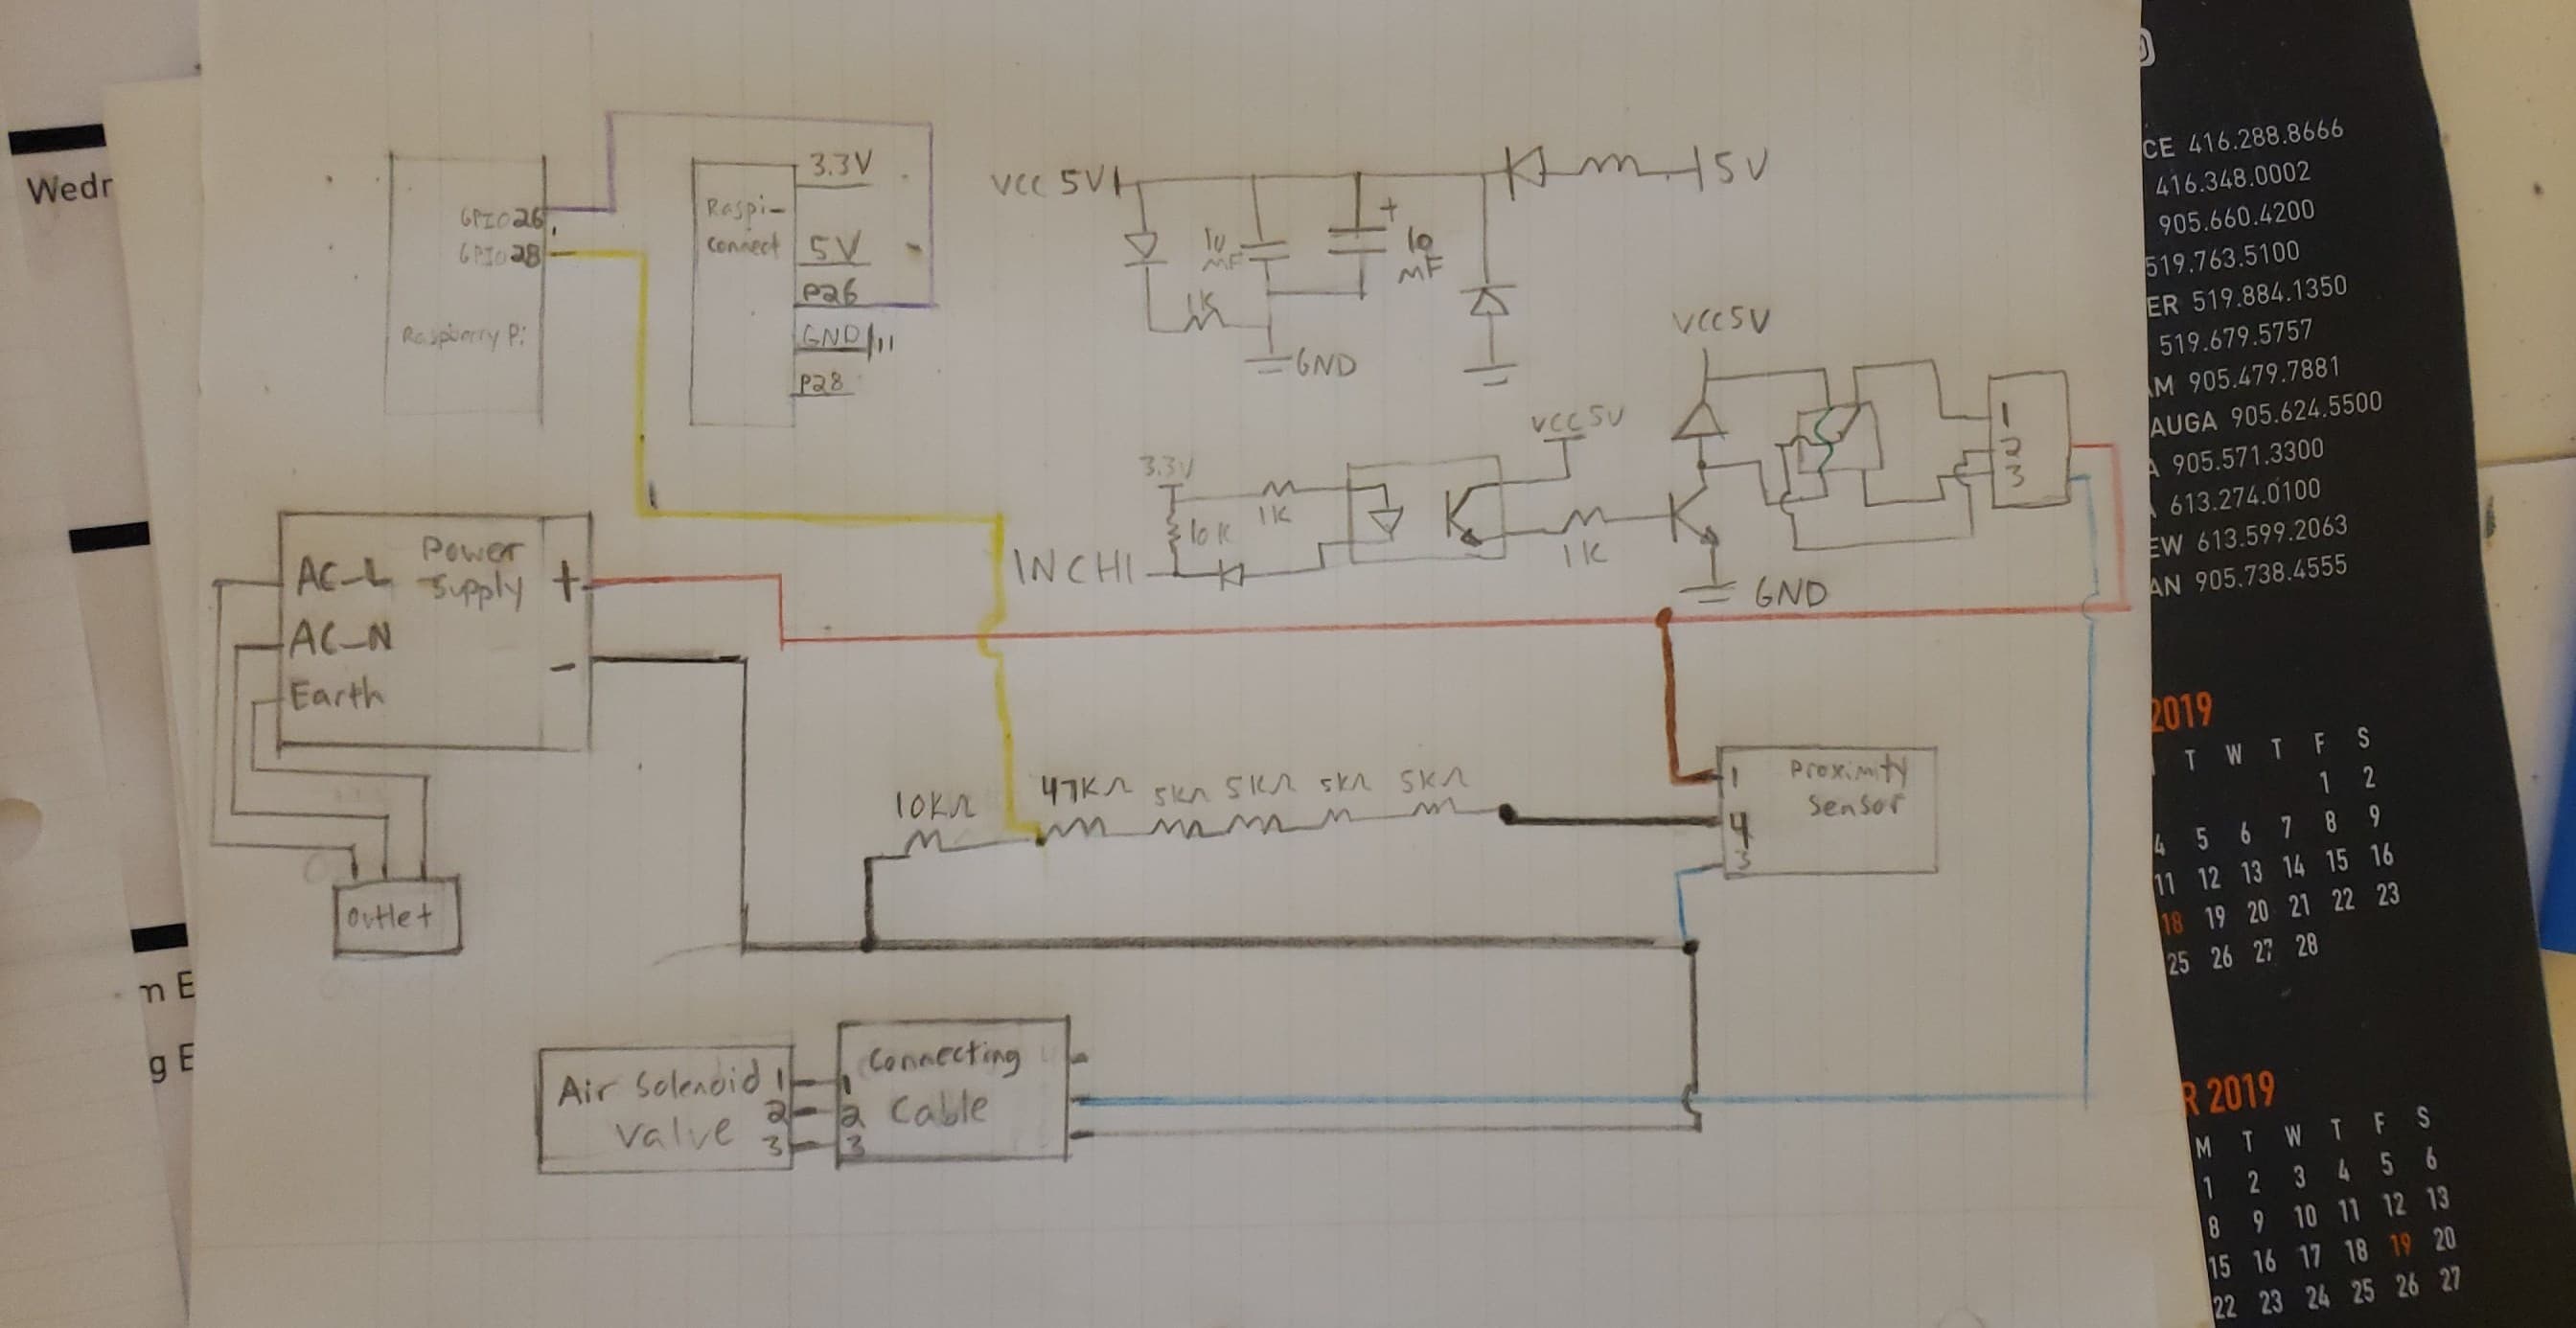 Wedr
n E
g E
GPIO26
GPIO28
Raspberry Pi
Raspi-
connect
3.3V
5V
P26
GND
P28
VCC 5V
5V
1K
10
MF
+
GND
VCC5V
1
2
3
3.3V
10K
1K
INCH1
VCC5V
1K
GND
AC-L
AC-N
Earth
Power
Supply
+
-
outlet
10KΩ
47KΩ 5KΩ 5KΩ 5KΩ 5KΩ
1
4
3
Proximity
Sensor
Air Solenoid
Valve
1
2
3
1
2
3
Connecting
Cable
CE 416.288.8666
416.348.0002
905.660.4200
519.763.5100
ER 519.884.1350
519.679.5757
AM 905.479.7881
AUGA 905.624.5500
A 905.571.3300
613.274.0100
EW 613.599.2063
AN 905.738.4555
2019
T W T F S
1 2
4 5 6 7 8 9
11 12 13 14 15 16
18 19 20 21 22 23
25 26 27 28
R 2019
M T W T F S
1 2 3 4 5 6
8 9 10 11 12 13
15 16 17 18 19 20
22 23 24 25 26 27